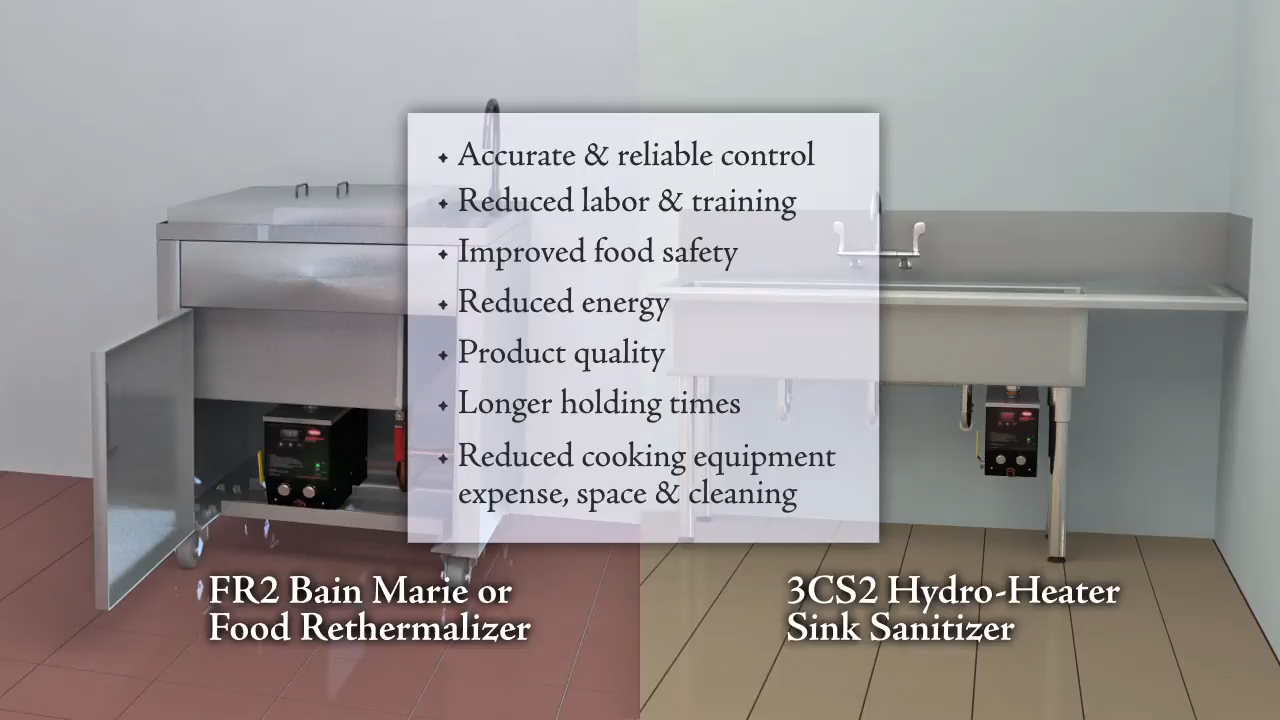 Accurate & reliable control
Reduced labor & training
Improved food safety
Reduced energy
Product quality
Longer holding times
Reduced cooking equipment
expense, space & cleaning
FR2 Bain Marie or
Food Rethermalizer
3CS2 Hydro-Heater
Sink Sanitizer